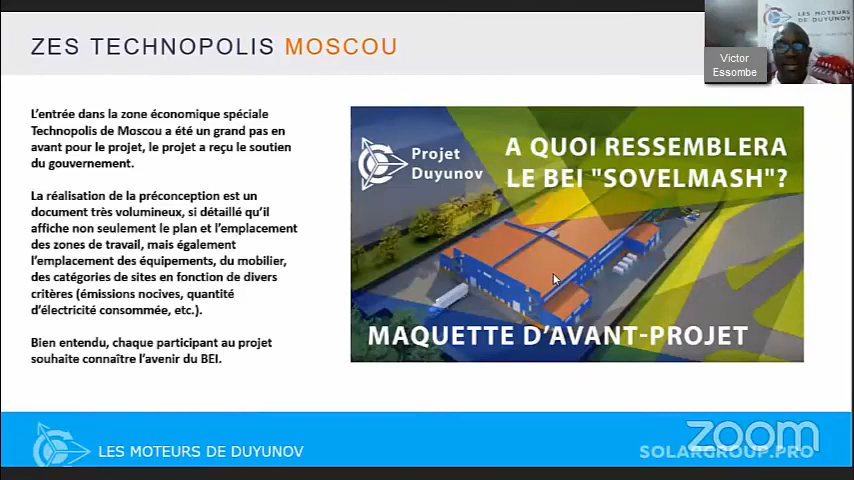 ZES TECHNOPOLIS MOSCOU
LES MOTEURS
DE DUYUNOV
Victor
Essombe
L'entrée dans la zone économique spéciale
Technopolis de Moscou a été un grand pas en
avant pour le projet, le projet a reçu le soutien
du gouvernement.
La réalisation de la préconception est un
document très volumineux, si détaillé qu'il
affiche non seulement le plan et l'emplacement
des zones de travail, mais également
l'emplacement des équipements, du mobilier,
des catégories de sites en fonction de divers
critères (émissions nocives, quantité
d'électricité consommée, etc.).
Bien entendu, chaque participant au projet
souhaite connaître l'avenir du BEI.
Projet
Duyunov
A QUOI RESSEMBLERA
LE BEI "SOVELMASH"?
MAQUETTE D'AVANT-PROJET
LES MOTEURS DE DUYUNOV
zoom
SOLARGROUP.PRO